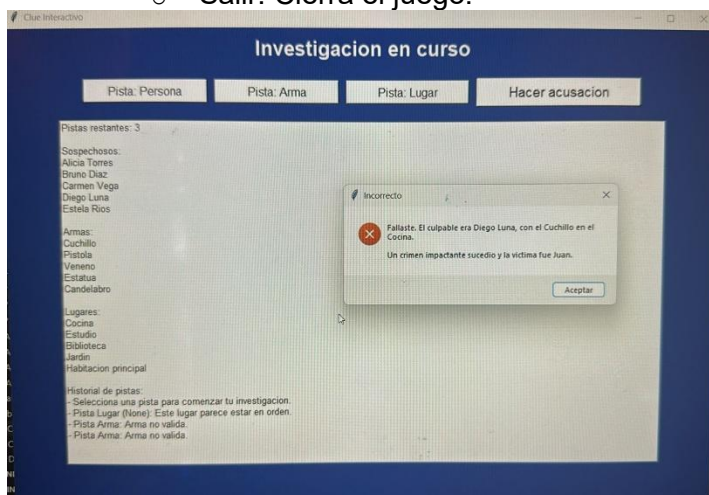 Salir: Cierra el juego.
Clue Interactivo
Investigacion en curso
Pista: Persona
Pista: Arma
Pista: Lugar
Hacer acusacion
Pistas restantes: 3
Sospechosos:
Alicia Torres
Bruno Diaz
Carmen Vega
Diego Luna
Estela Rios
Armas:
Cuchillo
Pistola
Veneno
Estatua
Candelabro
Lugares:
Cocina
Estudio
Biblioteca
Jardin
Habitacion principal
Historial de pistas:
- Selecciona una pista para comenzar tu investigacion.
- Pista Lugar (None): Este lugar parece estar en orden.
- Pista Arma: Arma no valida.
- Pista Arma: Arma no valida.
Incorrecto
Fallaste. El culpable era Diego Luna, con el Cuchillo en el
Cocina.
Un crimen impactante sucedio y la victima fue Juan.
Aceptar